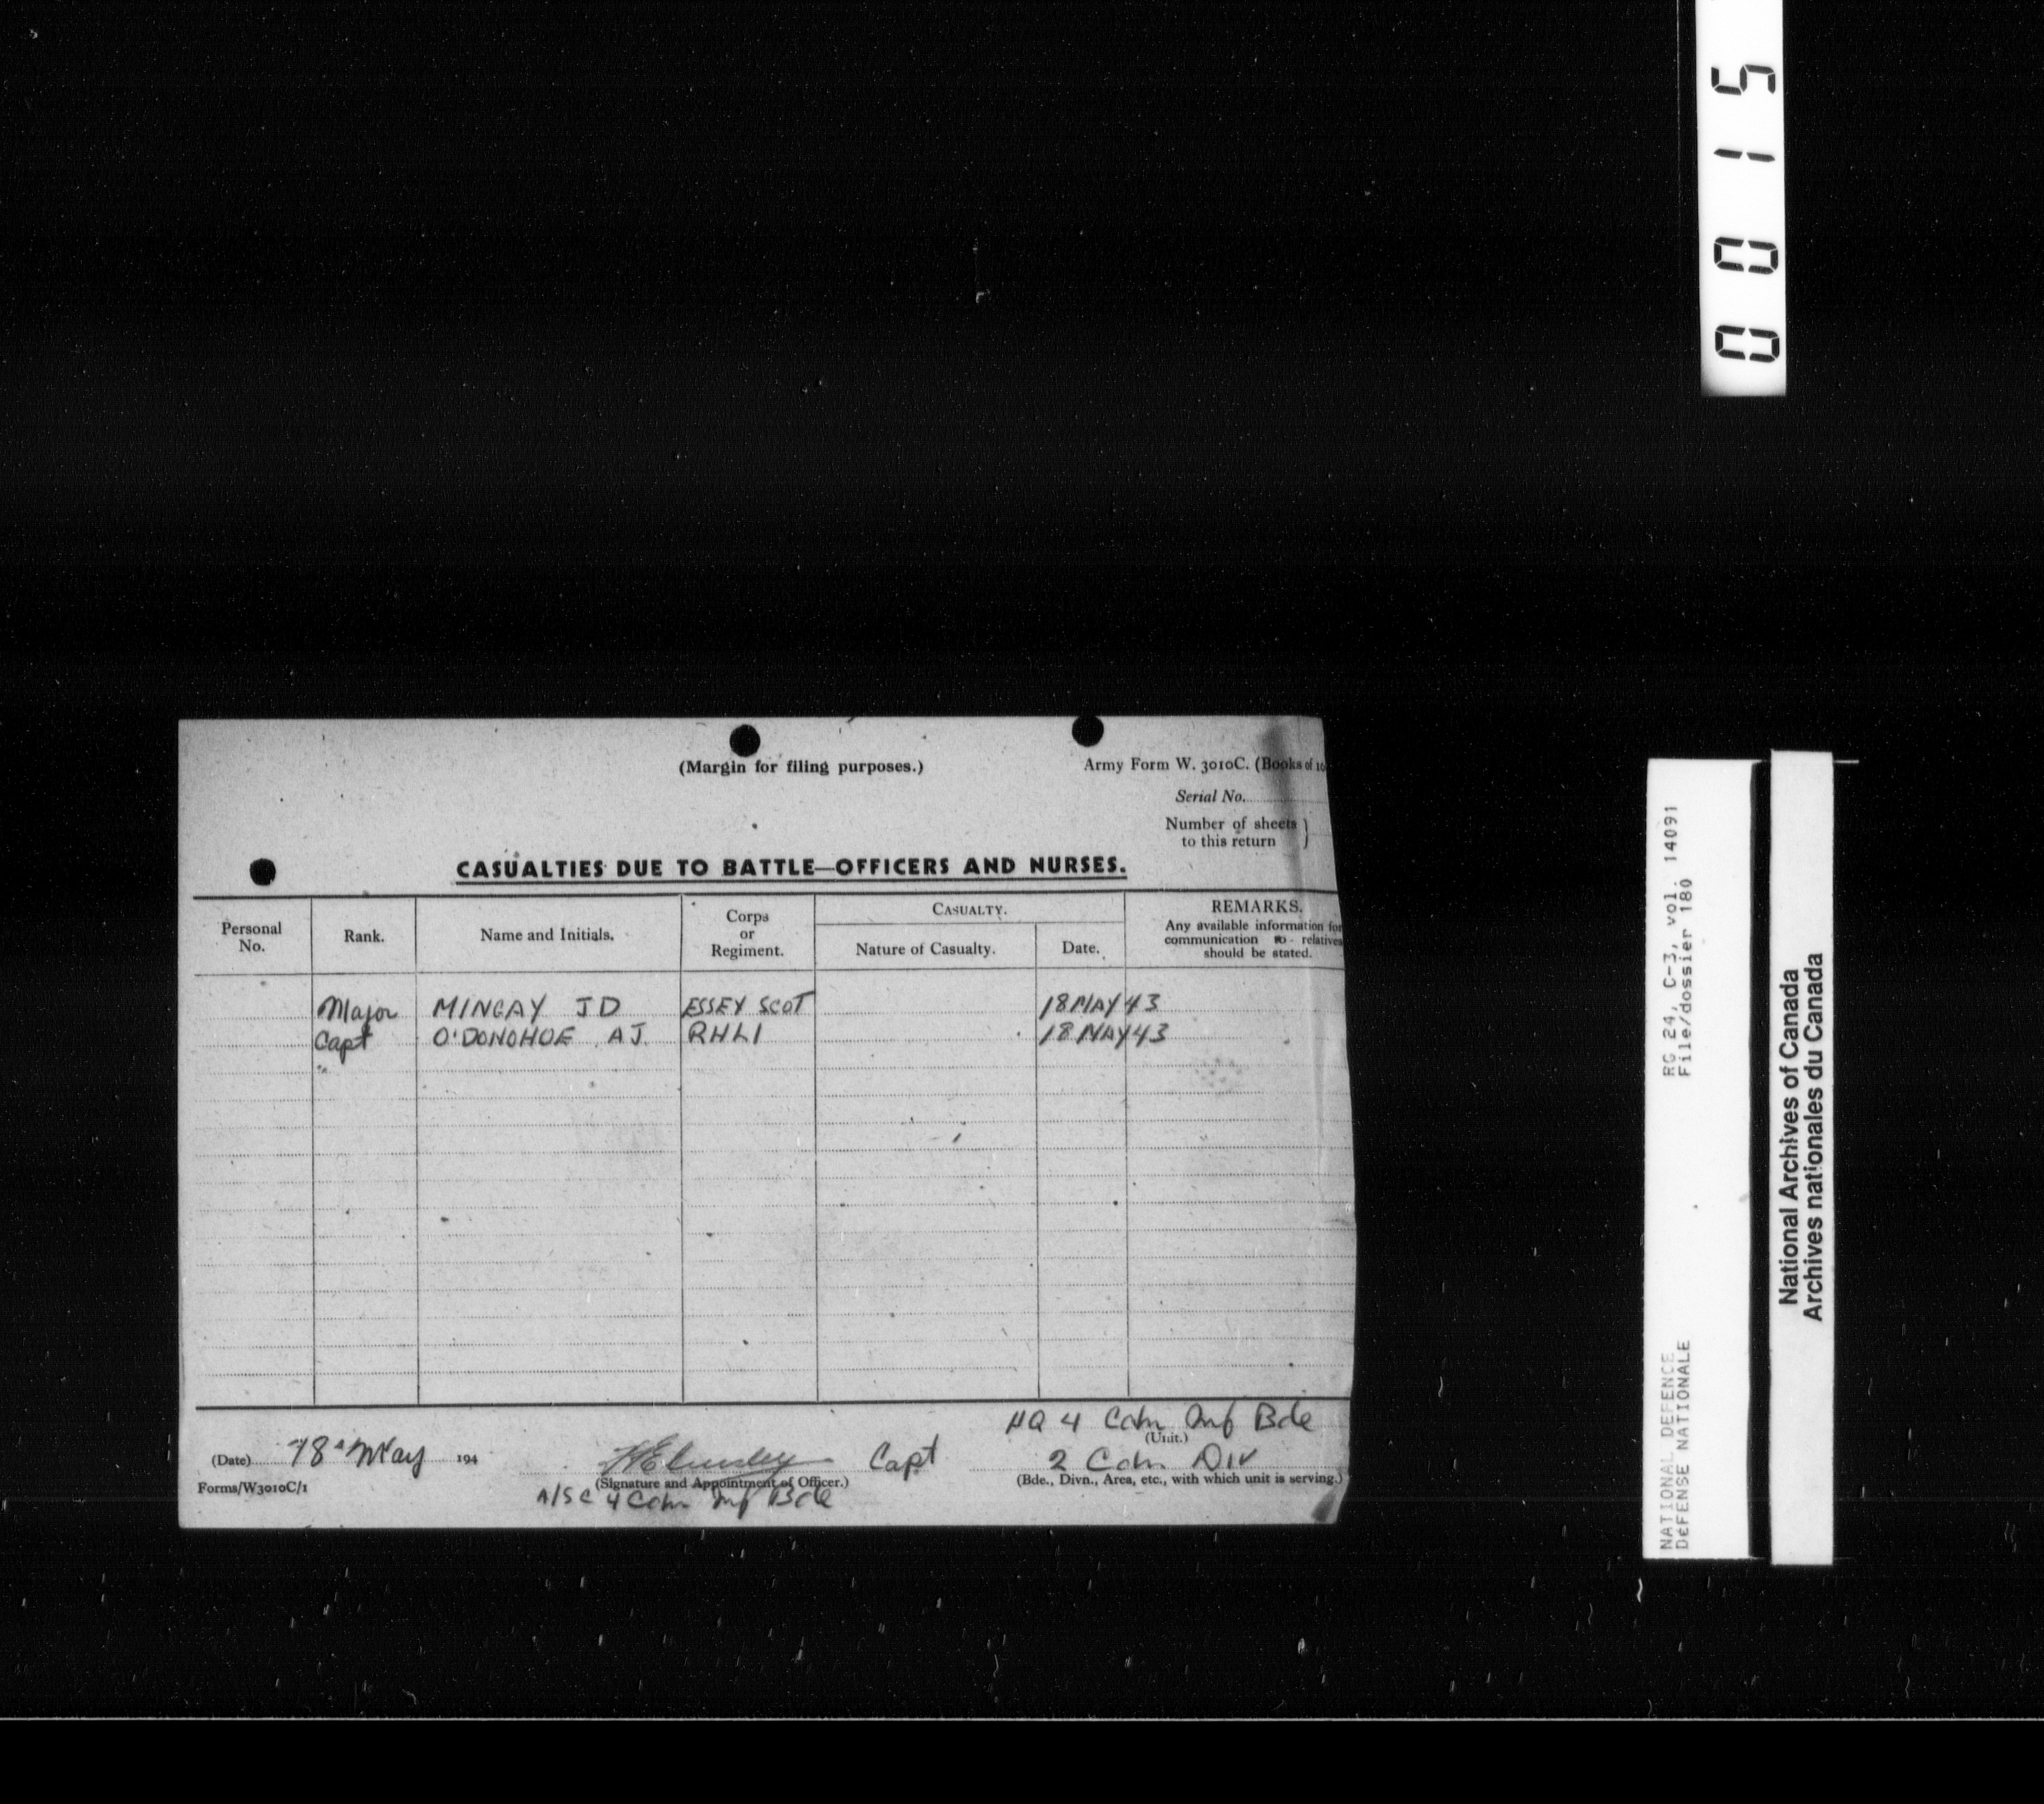 0015
(Margin for filing purposes.)
Army Form W. 3010C. (Books of 10
Serial No.
Number of sheets }
to this return
CASUALTIES DUE TO BATTLE—OFFICERS AND NURSES.
Personal No. Rank. Name and Initials. Corps or Regiment. CASUALTY. Nature of Casualty. Date. REMARKS. Any available information for communication to relatives should be stated.
Major MINGAY JD ESSEX SCOT 18 MAY 43
Capt O'DONOHOE AJ. RHLI 18 MAY 43
HQ 4 Cdn Inf Bde
(Unit.)
(Date) 18 May 194 Capt 2 Cdn Div
(Signature and Appointment of Officer.) (Bde., Divn., Area, etc., with which unit is serving.)
Forms/W3010C/1
A/SC 4 Cdn Inf Bde
NATIONAL DEFENCE RG 24, C-3, vol. 14091
DéFENSE NATIONALE File/dossier 180
National Archives of Canada
Archives nationales du Canada